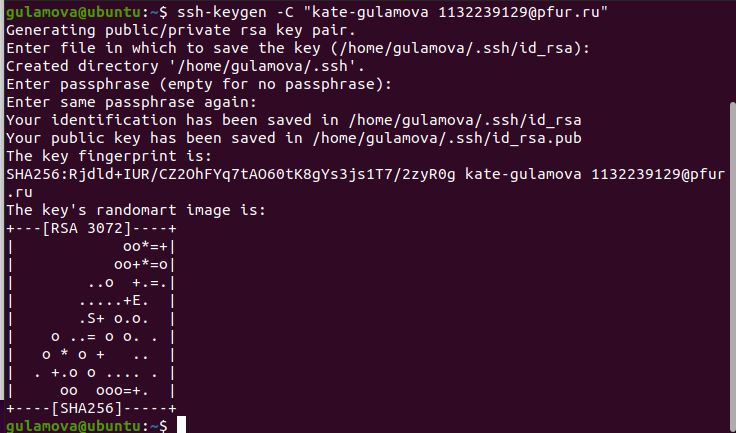 gulamova@ubuntu:~$ ssh-keygen -C "kate-gulamova 1132239129@pfur.ru"
Generating public/private rsa key pair.
Enter file in which to save the key (/home/gulamova/.ssh/id_rsa):
Created directory '/home/gulamova/.ssh'.
Enter passphrase (empty for no passphrase):
Enter same passphrase again:
Your identification has been saved in /home/gulamova/.ssh/id_rsa
Your public key has been saved in /home/gulamova/.ssh/id_rsa.pub
The key fingerprint is:
SHA256:Rjdld+IUR/CZ2OhFYq7tAO60tK8gYs3js1T7/2zyR0g kate-gulamova 1132239129@pfur
.ru
The key's randomart image is:
+---[RSA 3072]----+
|             oo*=+|
|            oo+*=o|
|         ..o  +.=.|
|        .....+E.  |
|        .S+ o.o.  |
|     o ..= o o. . |
|    o * o +   ..  |
|   . +.o o .... . |
|      oo  ooo=+.  |
+----[SHA256]-----+
gulamova@ubuntu:~$